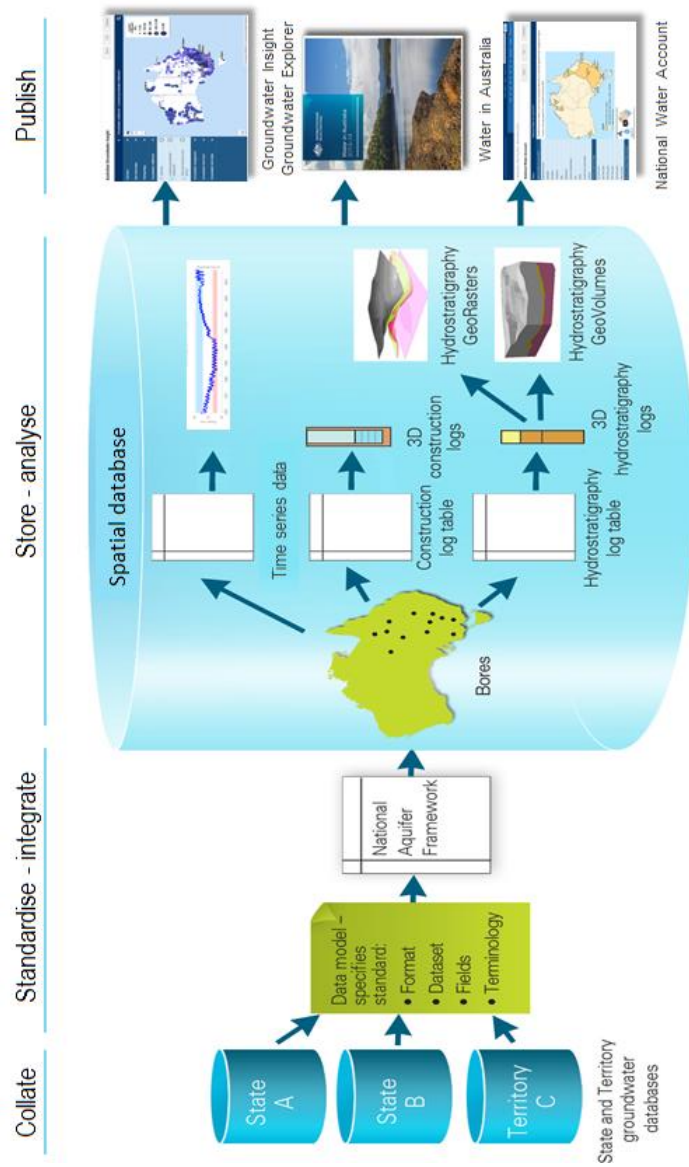 Collate
Standardise - integrate
Store - analyse
Publish
State
A
State
B
Territory
C
State and Territory
groundwater
databases
Data model –
specifies
standard:
• Format
• Dataset
• Fields
• Terminology
National
Aquifer
Framework
Spatial database
Bores
Time series data
Construction
log table
Hydrostratigraphy
log table
3D
construction
logs
3D
hydrostratigraphy
logs
Hydrostratigraphy
GeoRasters
Hydrostratigraphy
GeoVolumes
Groundwater Insight
Groundwater Explorer
Water in Australia
National Water Account